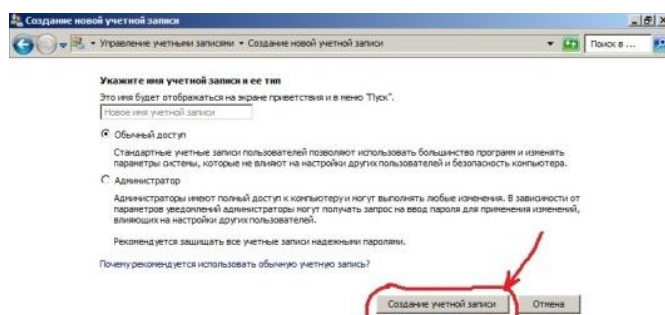 Создание новой учетной записи
Управление учетными записями • Создание новой учетной записи
Поиск в ...
Укажите имя учетной записи и ее тип
Это имя будет отображаться на экране приветствия и в меню "Пуск".
Новое имя учетной записи
Обычный доступ
Стандартные учетные записи пользователей позволяют использовать большинство программ и изменять
параметры системы, которые не влияют на настройки других пользователей и безопасность компьютера.
Администратор
Администраторы имеют полный доступ к компьютеру и могут выполнять любые изменения. В зависимости от
параметров уведомлений администраторы могут получать запрос на ввод пароля для применения изменений,
влияющих на настройки других пользователей.
Рекомендуется защищать все учетные записи надежными паролями.
Почему рекомендуется использовать обычную учетную запись?
Создание учетной записи
Отмена